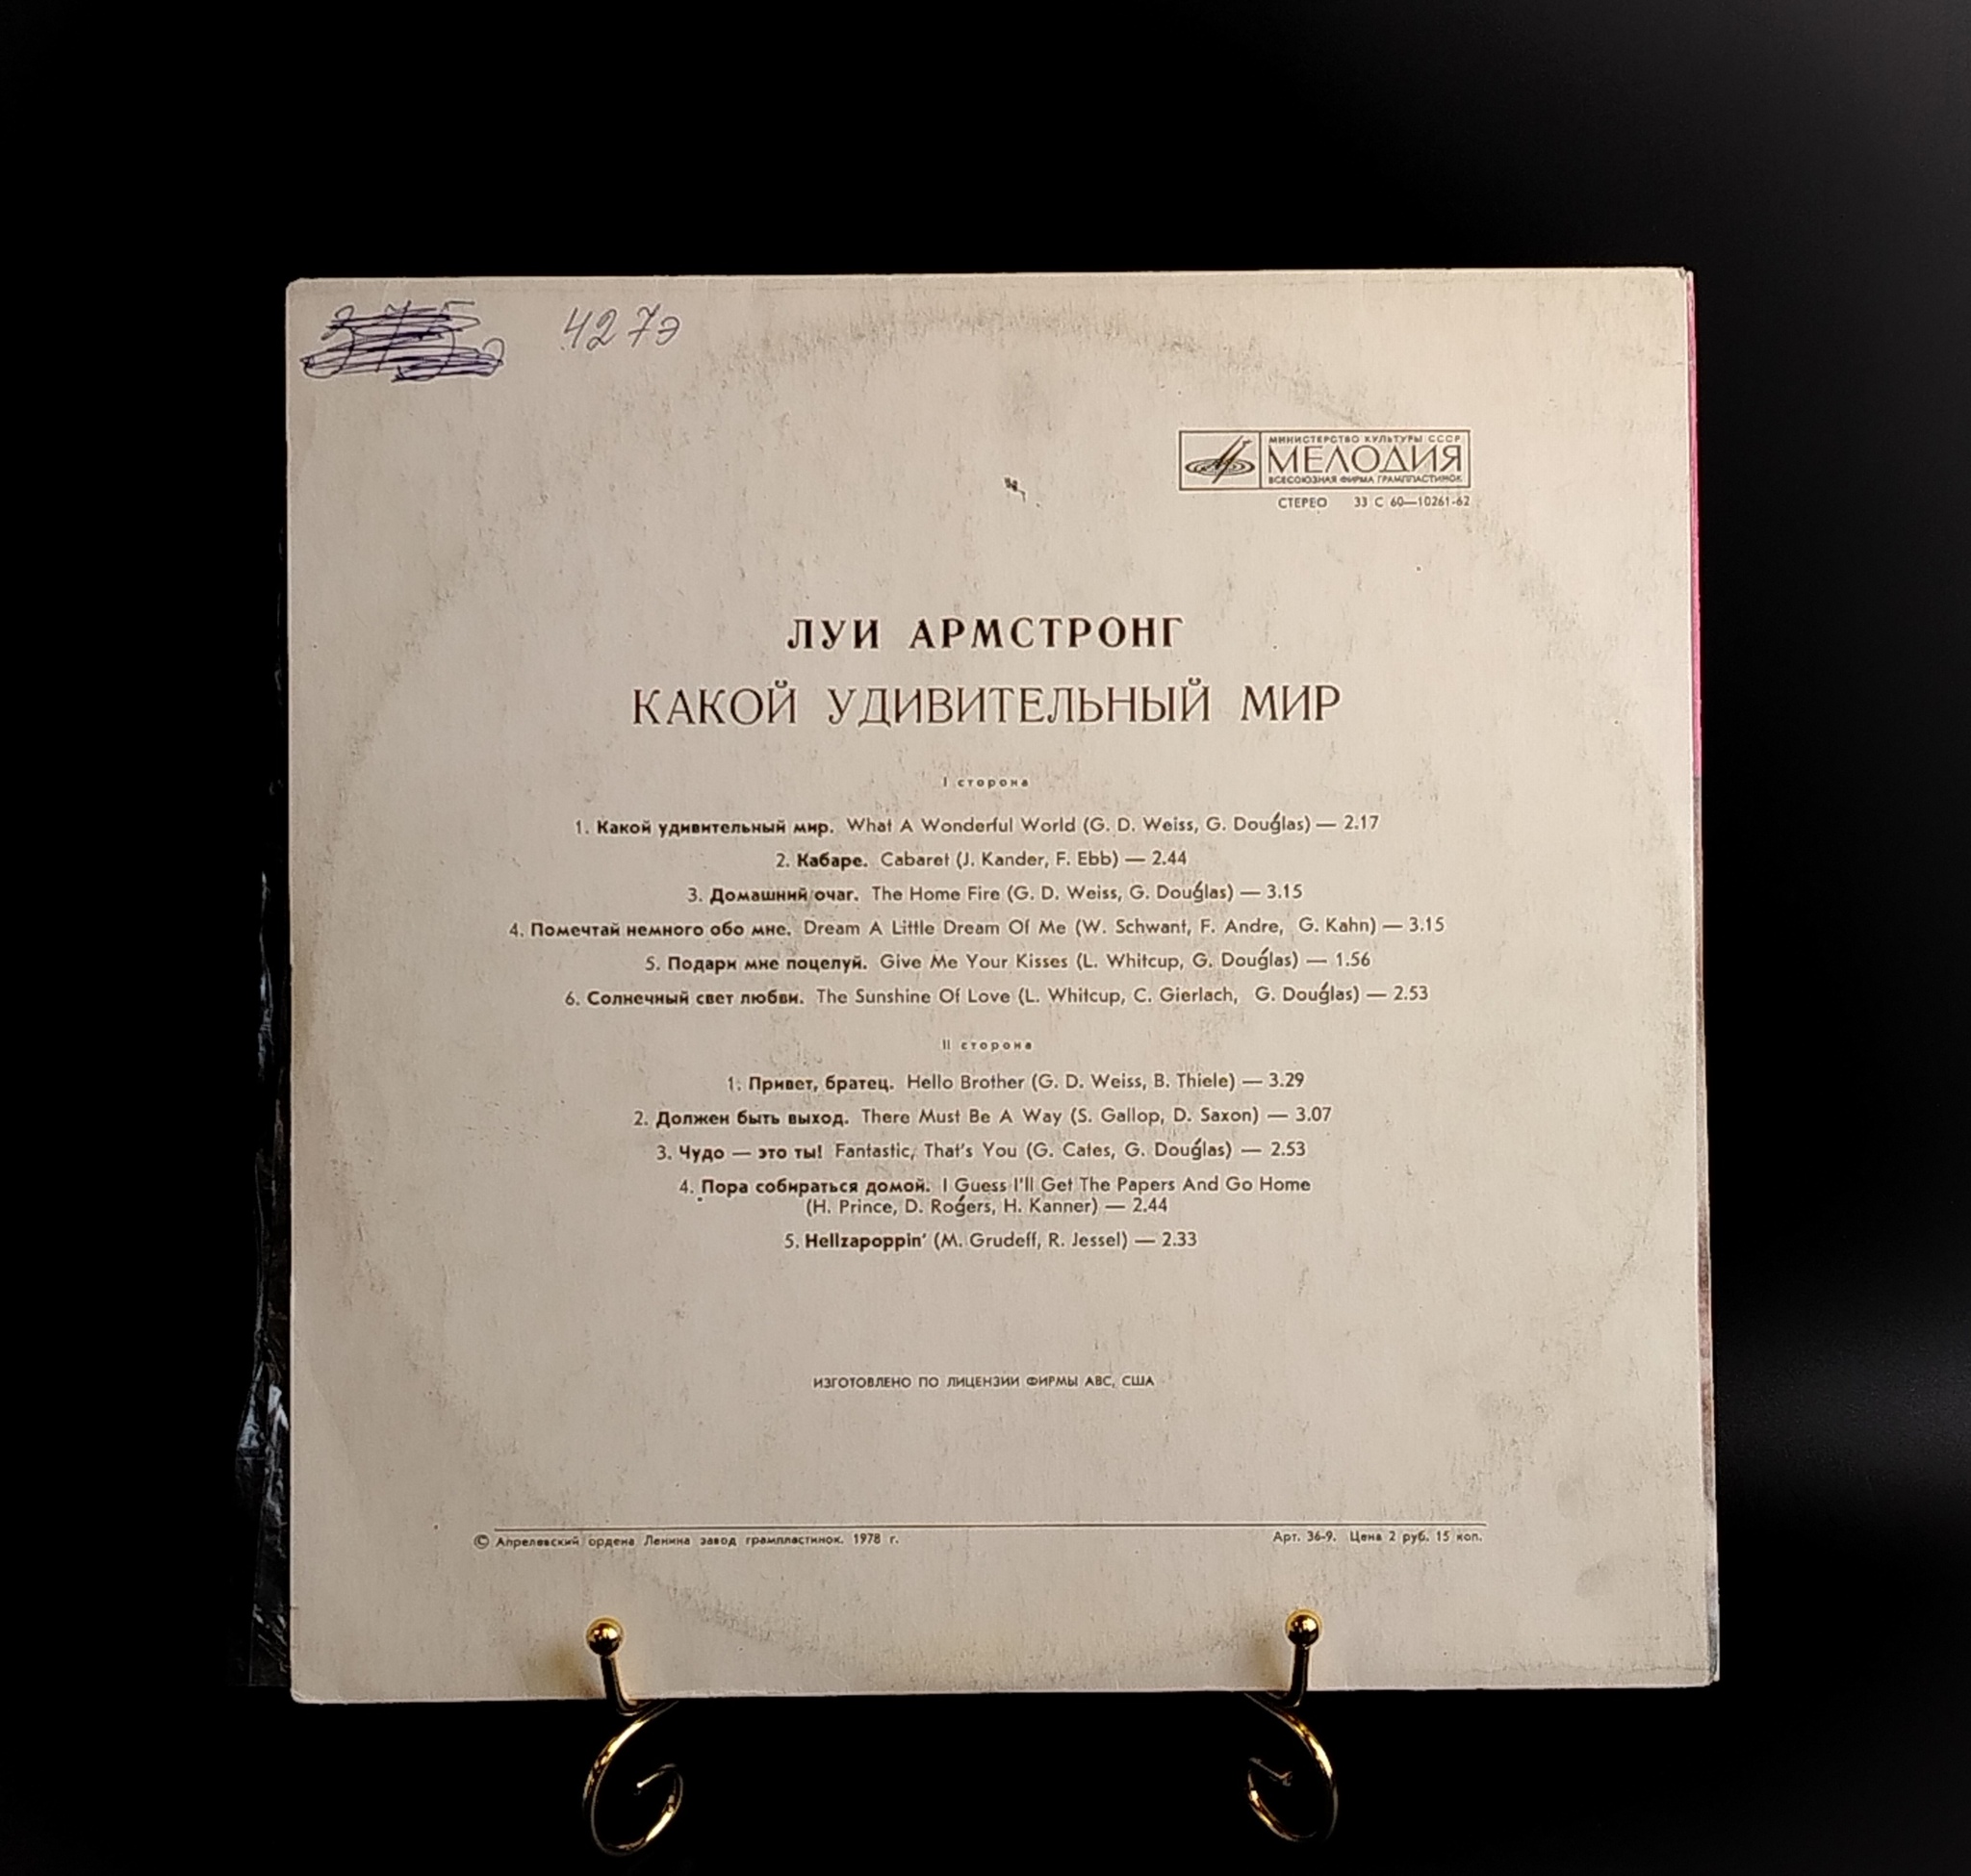 427э
МИНИСТЕРСТВО КУЛЬТУРЫ СССР
МЕЛОДИЯ
ВСЕСОЮЗНАЯ ФИРМА ГРАМПЛАСТИНОК
СТЕРЕО 33 С 60—10261-62
ЛУИ АРМСТРОНГ
КАКОЙ УДИВИТЕЛЬНЫЙ МИР
I сторона
1. Какой удивительный мир. What A Wonderful World (G. D. Weiss, G. Douglas) — 2.17
2. Кабаре. Cabaret (J. Kander, F. Ebb) — 2.44
3. Домашний очаг. The Home Fire (G. D. Weiss, G. Douglas) — 3.15
4. Помечтай немного обо мне. Dream A Little Dream Of Me (W. Schwant, F. Andre, G. Kahn) — 3.15
5. Подари мне поцелуй. Give Me Your Kisses (L. Whitcup, G. Douglas) — 1.56
6. Солнечный свет любви. The Sunshine Of Love (L. Whitcup, C. Gierlach, G. Douglas) — 2.53
II сторона
1. Привет, братец. Hello Brother (G. D. Weiss, B. Thiele) — 3.29
2. Должен быть выход. There Must Be A Way (S. Gallop, D. Saxon) — 3.07
3. Чудо — это ты! Fantastic, That's You (G. Cates, G. Douglas) — 2.53
4. Пора собираться домой. I Guess I'll Get The Papers And Go Home
(H. Prince, D. Rogers, H. Kanner) — 2.44
5. Hellzapoppin' (M. Grudeff, R. Jessel) — 2.33
ИЗГОТОВЛЕНО ПО ЛИЦЕНЗИИ ФИРМЫ ABC, США
© Апрелевский ордена Ленина завод грампластинок. 1978 г.
Арт. 36-9. Цена 2 руб. 15 коп.